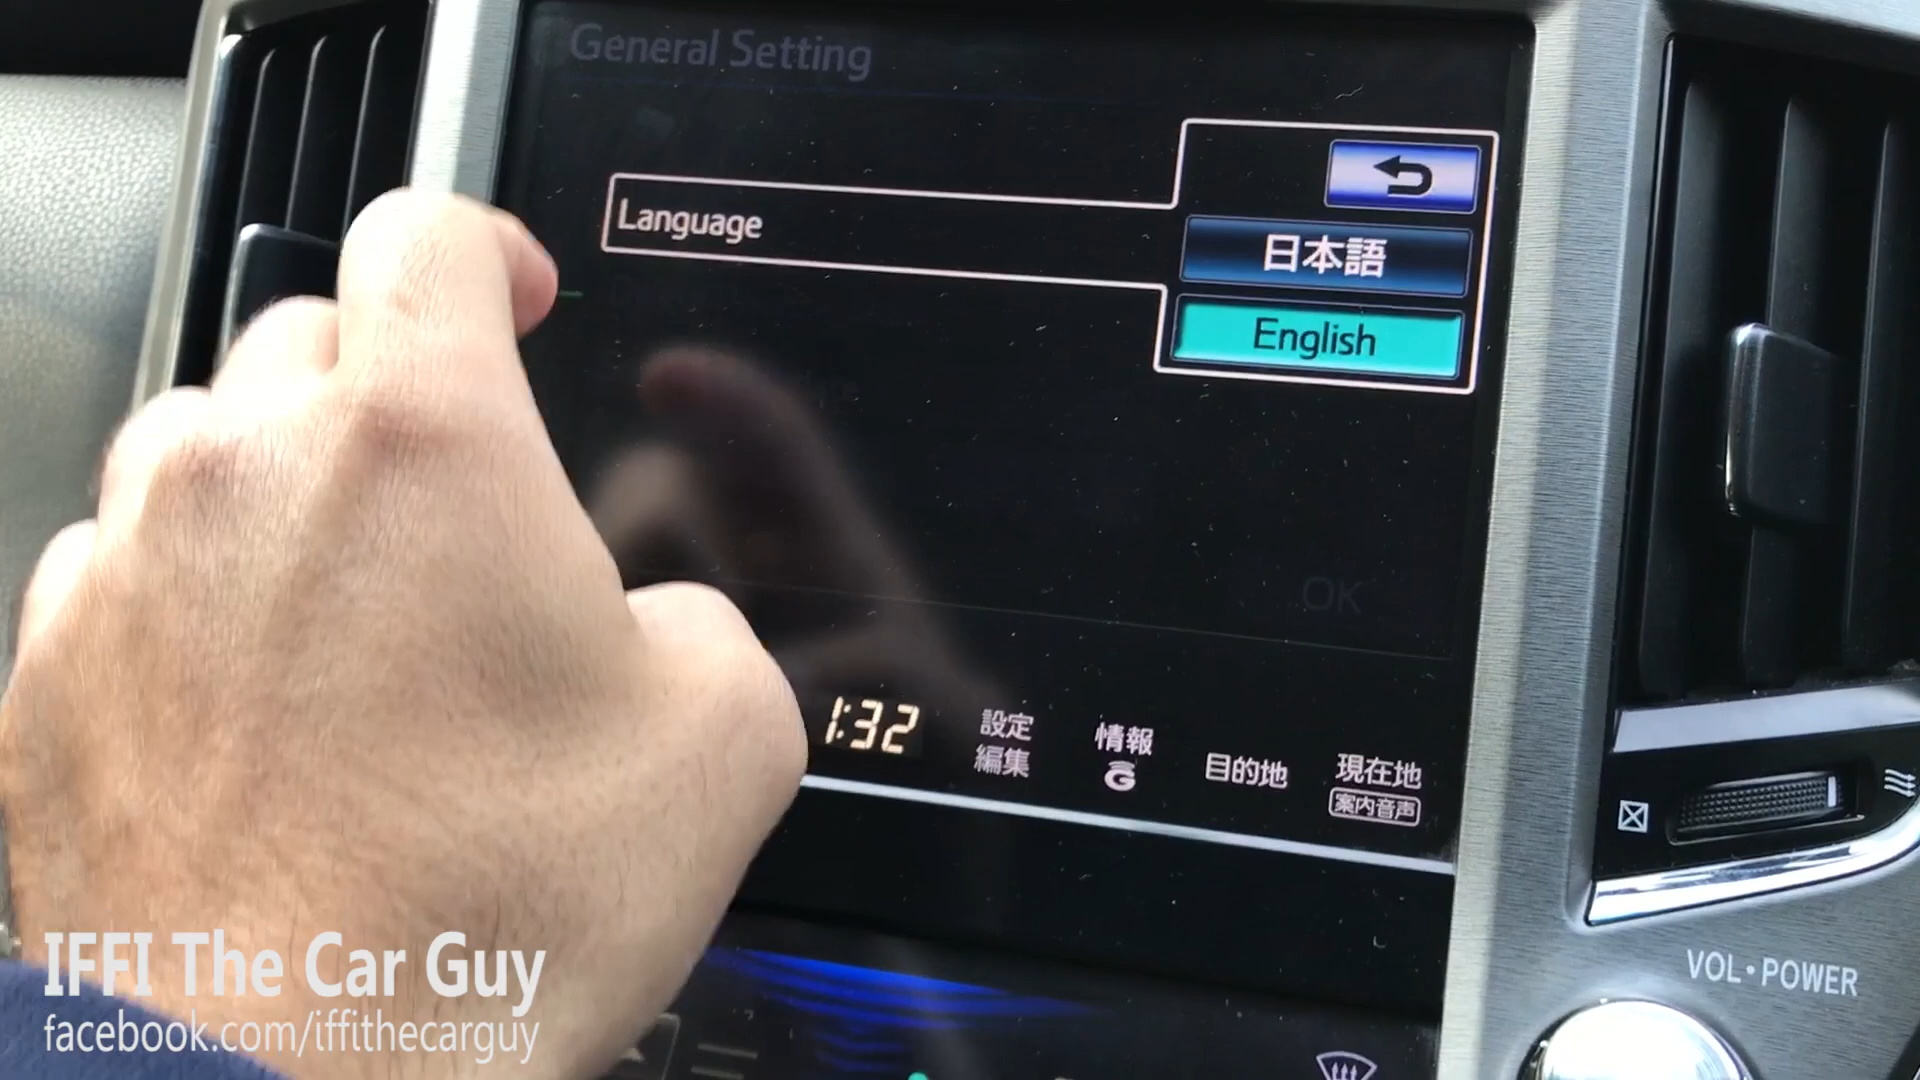 General Setting
Language
日本語
English
OK
1:32
設定
編集
情報
G
目的地
現在地
案内音声
VOL・POWER
IFFI The Car Guy
facebook.com/iffithecarguy